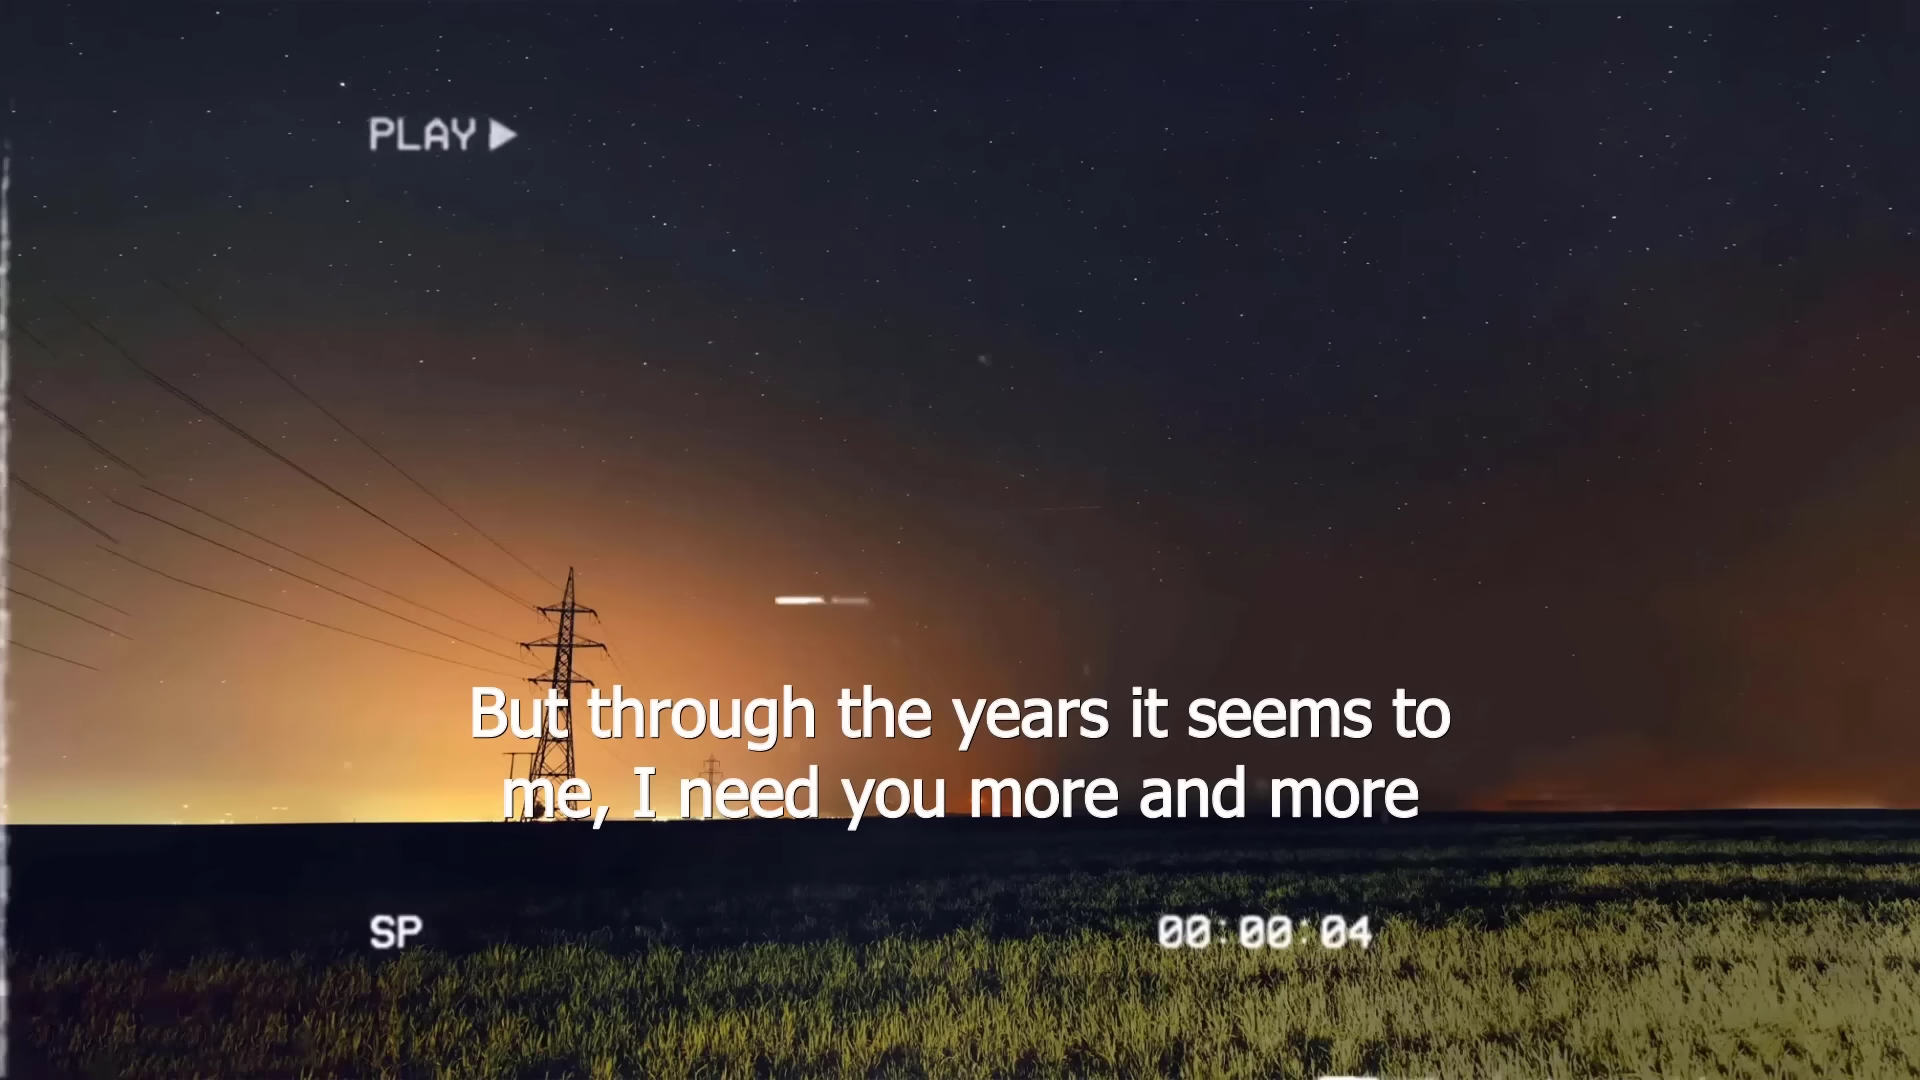 PLAY
But through the years it seems to
me, I need you more and more
SP
00:00:04